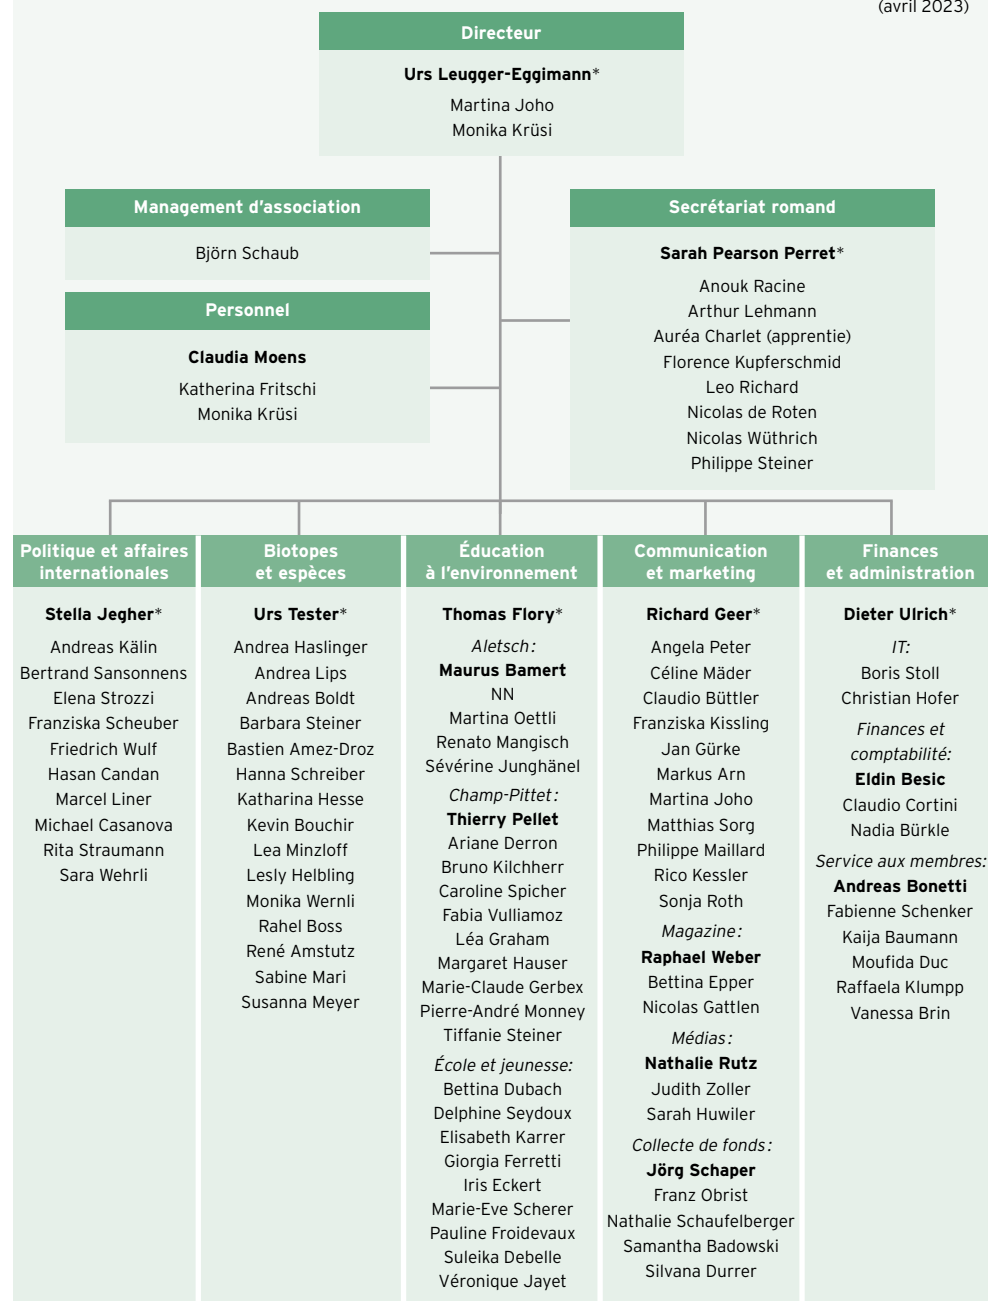 (avril 2023)
Directeur
Urs Leugger-Eggimann*
Martina Joho
Monika Krüsi
Management d'association
Björn Schaub
Personnel
Claudia Moens
Katherina Fritschi
Monika Krüsi
Secrétariat romand
Sarah Pearson Perret*
Anouk Racine
Arthur Lehmann
Auréa Charlet (apprentie)
Florence Kupferschmid
Leo Richard
Nicolas de Roten
Nicolas Wüthrich
Philippe Steiner
Politique et affaires
internationales
Stella Jegher*
Andreas Kälin
Bertrand Sansonnens
Elena Strozzi
Franziska Scheuber
Friedrich Wulf
Hasan Candan
Marcel Liner
Michael Casanova
Rita Straumann
Sara Wehrli
Biotopes
et espèces
Urs Tester*
Andrea Haslinger
Andrea Lips
Andreas Boldt
Barbara Steiner
Bastien Amez-Droz
Hanna Schreiber
Katharina Hesse
Kevin Bouchir
Lea Minzloff
Lesly Helbling
Monika Wernli
Rahel Boss
René Amstutz
Sabine Mari
Susanna Meyer
Éducation
à l'environnement
Thomas Flory*
Aletsch:
Maurus Bamert
NN
Martina Oettli
Renato Mangisch
Sévérine Junghänel
Champ-Pittet:
Thierry Pellet
Ariane Derron
Bruno Kilchherr
Caroline Spicher
Fabia Vulliamoz
Léa Graham
Margaret Hauser
Marie-Claude Gerbex
Pierre-André Monney
Tiffanie Steiner
École et jeunesse:
Bettina Dubach
Delphine Seydoux
Elisabeth Karrer
Giorgia Ferretti
Iris Eckert
Marie-Eve Scherer
Pauline Froidevaux
Suleika Debelle
Véronique Jayet
Communication
et marketing
Richard Geer*
Angela Peter
Céline Mäder
Claudio Büttler
Franziska Kissling
Jan Gürke
Markus Arn
Martina Joho
Matthias Sorg
Philippe Maillard
Rico Kessler
Sonja Roth
Magazine:
Raphael Weber
Bettina Epper
Nicolas Gattlen
Médias:
Nathalie Rutz
Judith Zoller
Sarah Huwiler
Collecte de fonds:
Jörg Schaper
Franz Obrist
Nathalie Schaufelberger
Samantha Badowski
Silvana Durrer
Finances
et administration
Dieter Ulrich*
IT:
Boris Stoll
Christian Hofer
Finances et
comptabilité:
Eldin Besic
Claudio Cortini
Nadia Bürkle
Service aux membres:
Andreas Bonetti
Fabienne Schenker
Kaija Baumann
Moufida Duc
Raffaela Klumpp
Vanessa Brin